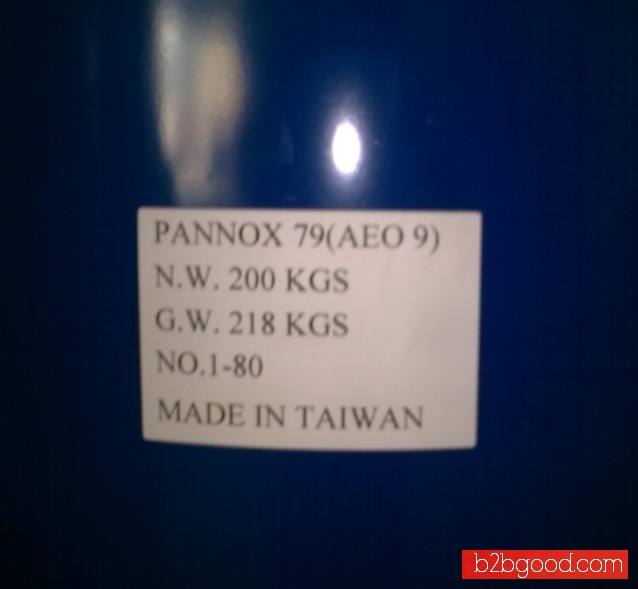 PANNOX 79(AEO 9)
N.W. 200 KGS
G.W. 218 KGS
NO.1-80
MADE IN TAIWAN
b2bgood.com